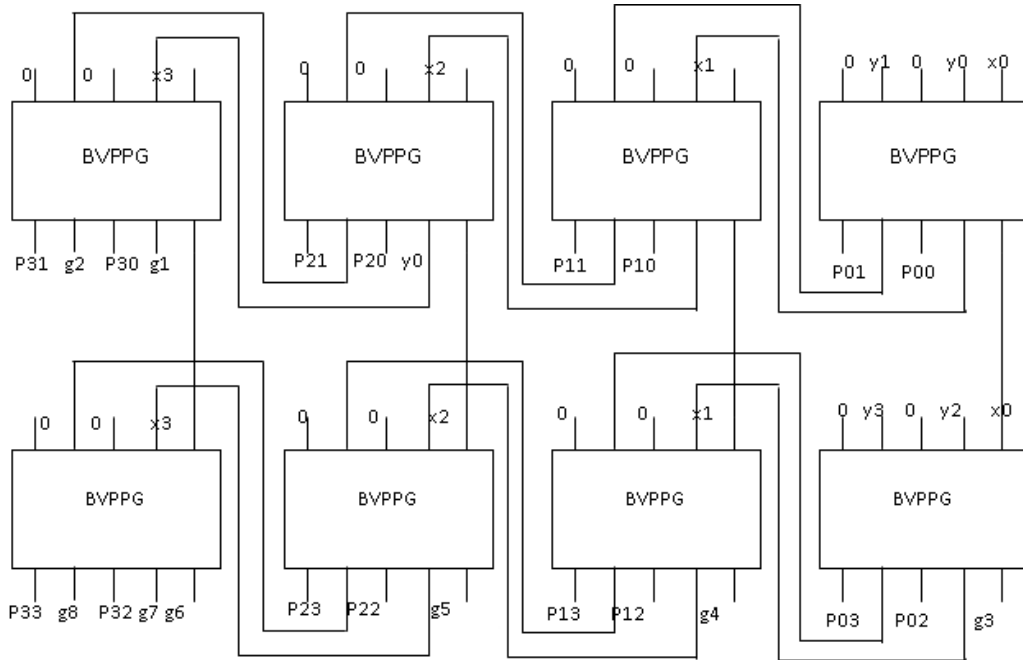 0 0 x3 0 0 x2 0 0 x1 0 y1 0 y0 x0
BVPPG BVPPG BVPPG BVPPG
P31 g2 P30 g1 P21 P20 y0 P11 P10 P01 P00
0 0 x3 0 0 x2 0 0 x1 0 y3 0 y2 x0
BVPPG BVPPG BVPPG BVPPG
P33 g8 P32 g7 g6 P23 P22 g5 P13 P12 g4 P03 P02 g3